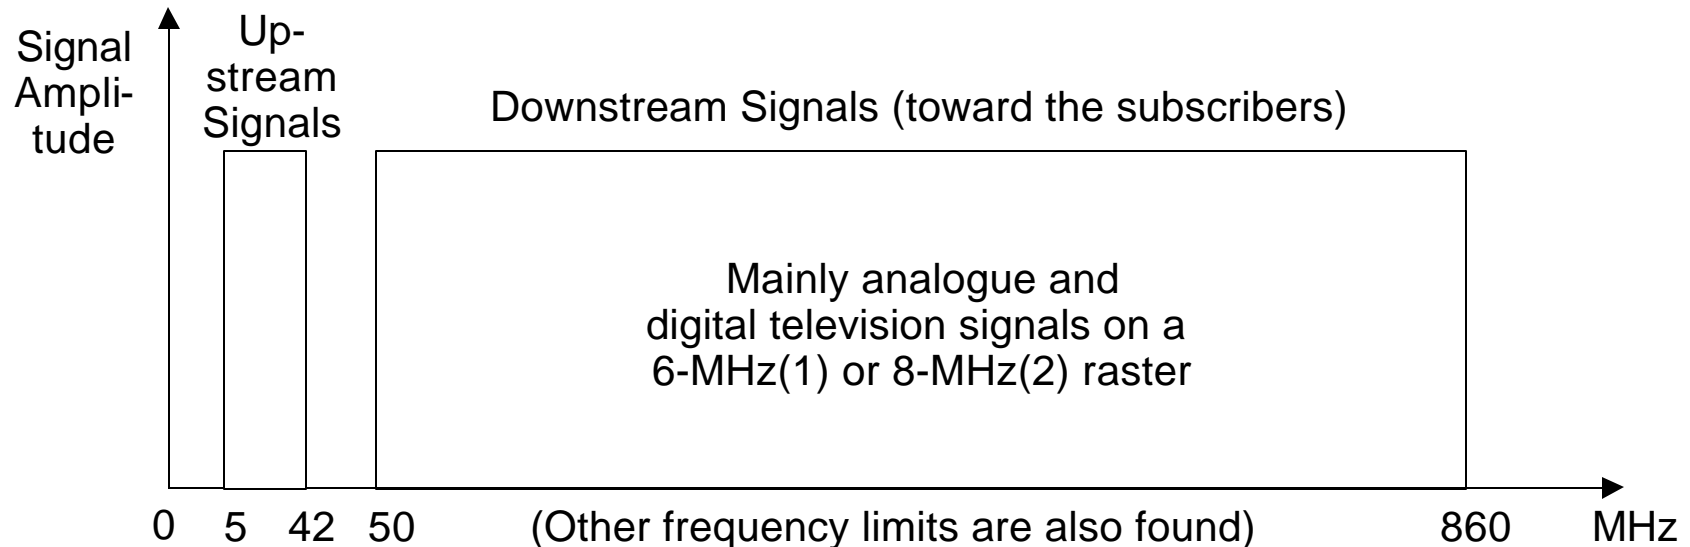 Signal
Ampli-
tude
Up-
stream
Signals
Downstream Signals (toward the subscribers)
Mainly analogue and
digital television signals on a
6-MHz(1) or 8-MHz(2) raster
0 5 42 50 (Other frequency limits are also found) 860 MHz